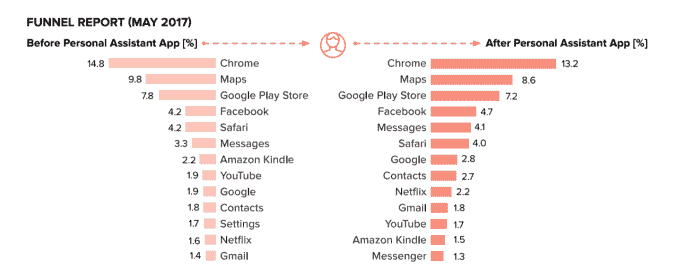 FUNNEL REPORT (MAY 2017)
Before Personal Assistant App [%] After Personal Assistant App [%]
14.8 Chrome Chrome 13.2
9.8 Maps Maps 8.6
7.8 Google Play Store Google Play Store 7.2
4.2 Facebook Facebook 4.7
4.2 Safari Messages 4.1
3.3 Messages Safari 4.0
2.2 Amazon Kindle Google 2.8
1.9 YouTube Contacts 2.7
1.9 Google Netflix 2.2
1.8 Contacts Gmail 1.8
1.7 Settings YouTube 1.7
1.6 Netflix Amazon Kindle 1.5
1.4 Gmail Messenger 1.3